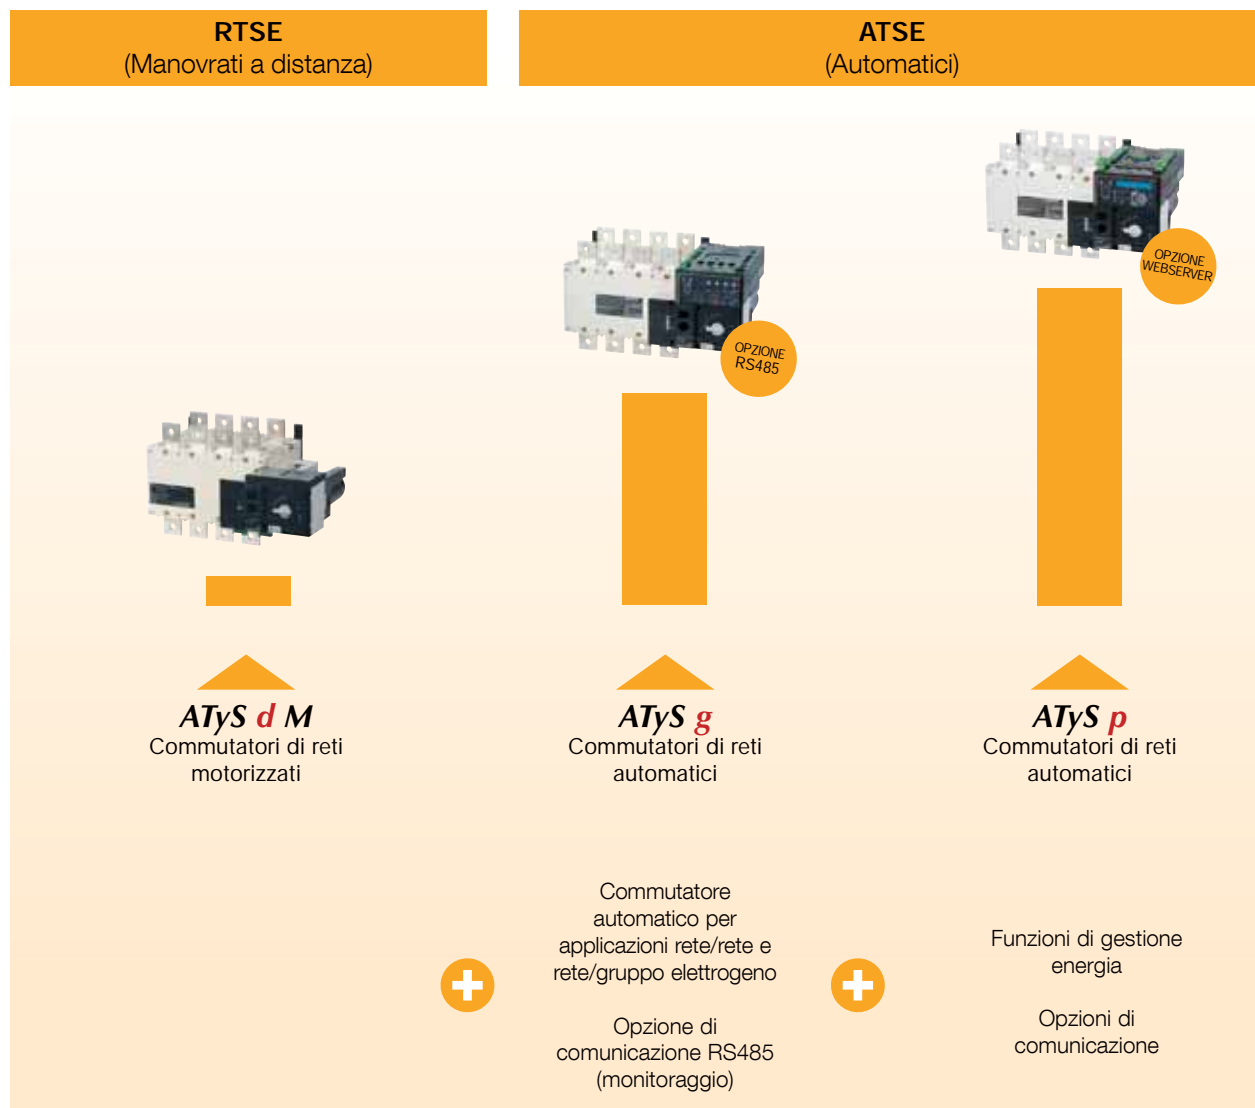 RTSE
(Manovrati a distanza)
ATSE
(Automatici)
OPZIONE
WEBSERVER
OPZIONE
RS485
ATyS d M
Commutatori di reti
motorizzati
ATyS g
Commutatori di reti
automatici
ATyS p
Commutatori di reti
automatici
Commutatore
automatico per
applicazioni rete/rete e
rete/gruppo elettrogeno
Opzione di
comunicazione RS485
(monitoraggio)
Funzioni di gestione
energia
Opzioni di
comunicazione